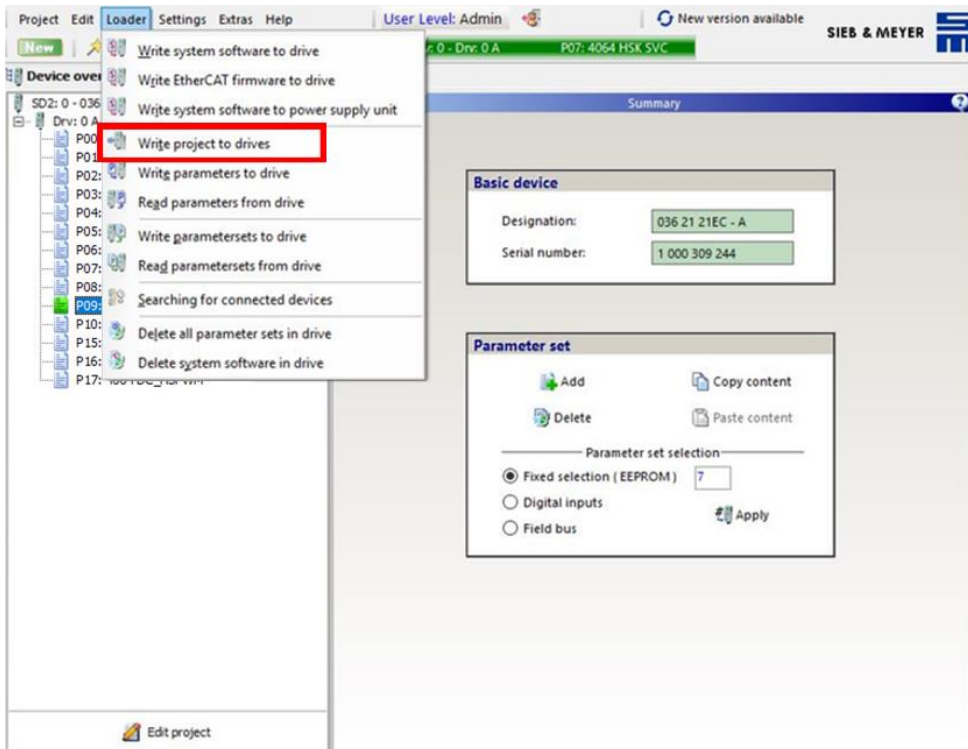 Project Edit Loader Settings Extras Help User Level: Admin New version available SIEB & MEYER
New r: 0 - Drv: 0 A P07: 4064 HSK SVC
Device over
Summary
SD2: 0 - 036
Drv: 0 A
P00
P01
P02:
P03:
P04:
P05:
P06:
P07:
P08:
P09:
P10:
P15:
P16:
P17:
Write system software to drive
Write EtherCAT firmware to drive
Write system software to power supply unit
Write project to drives
Write parameters to drive
Read parameters from drive
Write parametersets to drive
Read parametersets from drive
Searching for connected devices
Delete all parameter sets in drive
Delete system software in drive
Basic device
Designation: 036 21 21EC - A
Serial number: 1 000 309 244
Parameter set
Add Copy content
Delete Paste content
Parameter set selection
Fixed selection ( EEPROM ) 7
Digital inputs
Apply
Field bus
Edit project